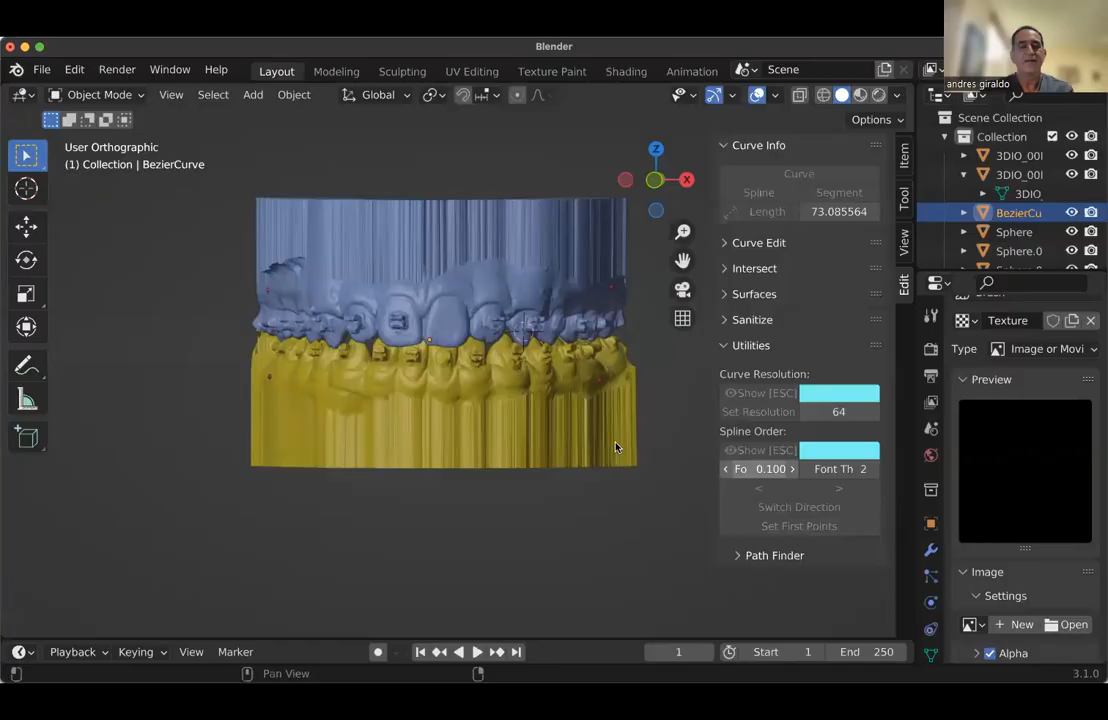 Blender
andres giraldo
File Edit Render Window Help
Layout Modeling Sculpting UV Editing Texture Paint Shading Animation
Scene
Object Mode View Select Add Object
Global
Options
User Orthographic
(1) Collection | BezierCurve
Z
X
Curve Info
Curve
Spline Segment
Length 73.085564
Curve Edit
Intersect
Surfaces
Sanitize
Utilities
Curve Resolution:
Show [ESC]
Set Resolution 64
Spline Order:
Show [ESC]
Fo 0.100 Font Th 2
< >
Switch Direction
Set First Points
Path Finder
Item
Tool
View
Edit
Scene Collection
Collection
3DIO_00I
3DIO_00I
3DIO_
BezierCu
Sphere
Sphere.0
Texture
Type Image or Movi
Preview
Image
Settings
New Open
Alpha
Playback Keying View Marker
1 Start 1 End 250
Pan View
3.1.0